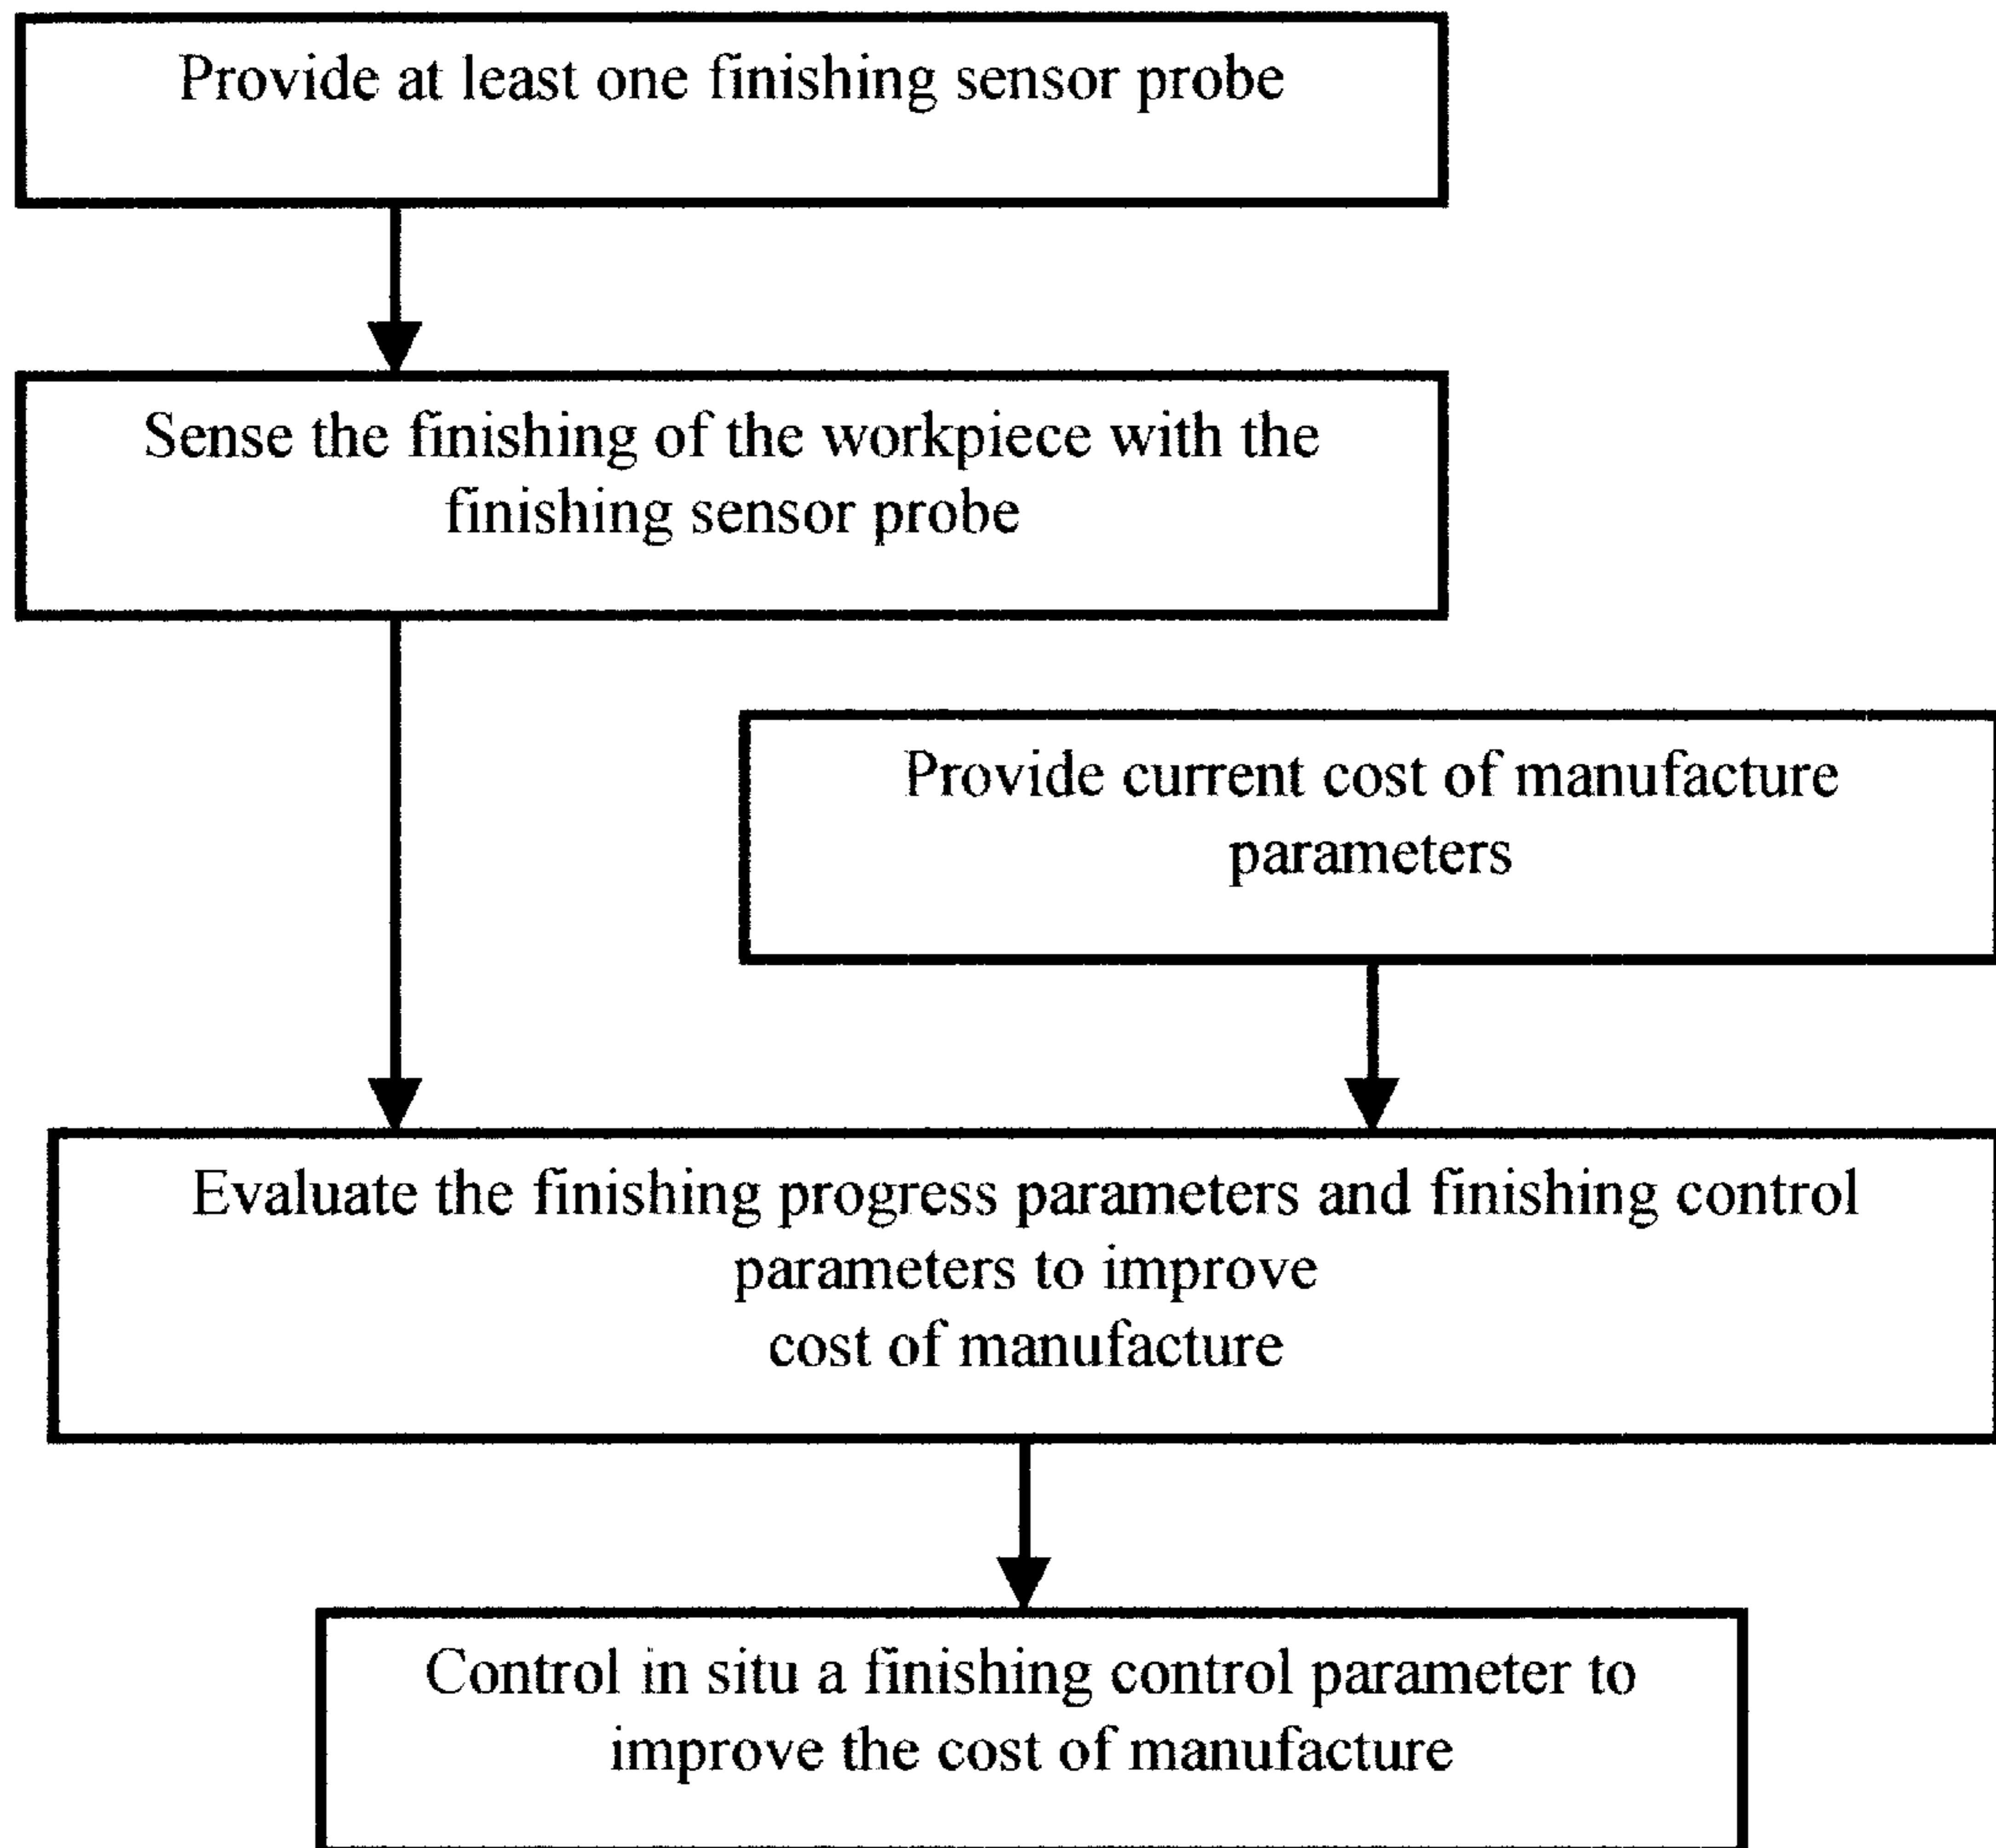 Provide at least one finishing sensor probe
Sense the finishing of the workpiece with the
finishing sensor probe
Provide current cost of manufacture
parameters
Evaluate the finishing progress parameters and finishing control
parameters to improve
cost of manufacture
Control in situ a finishing control parameter to
improve the cost of manufacture